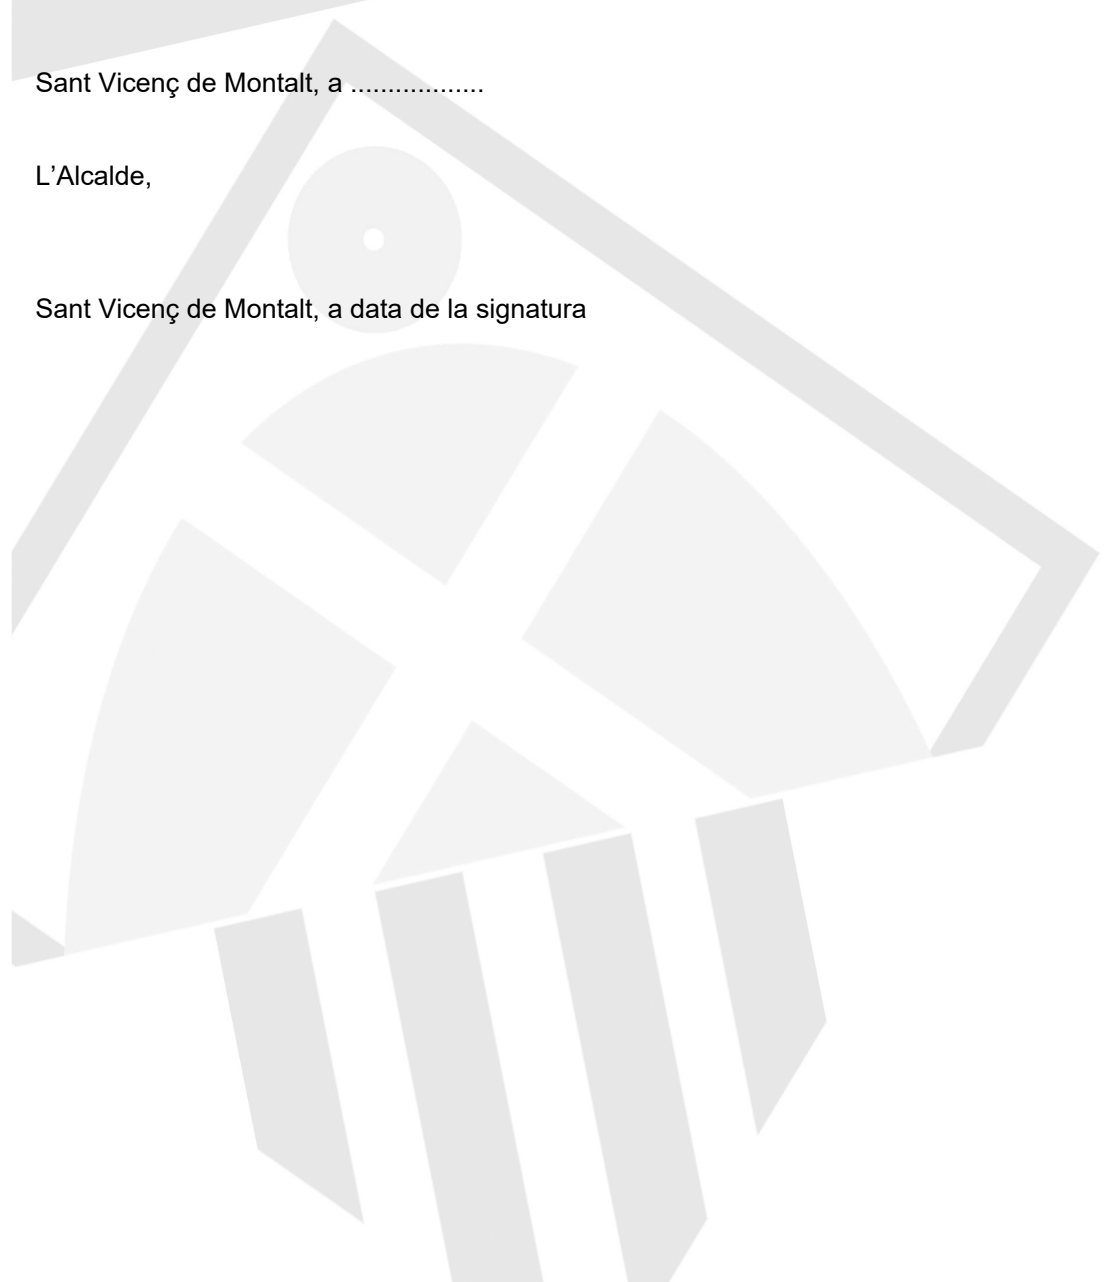 Sant Vicenç de Montalt, a ..................
L’Alcalde,
Sant Vicenç de Montalt, a data de la signatura